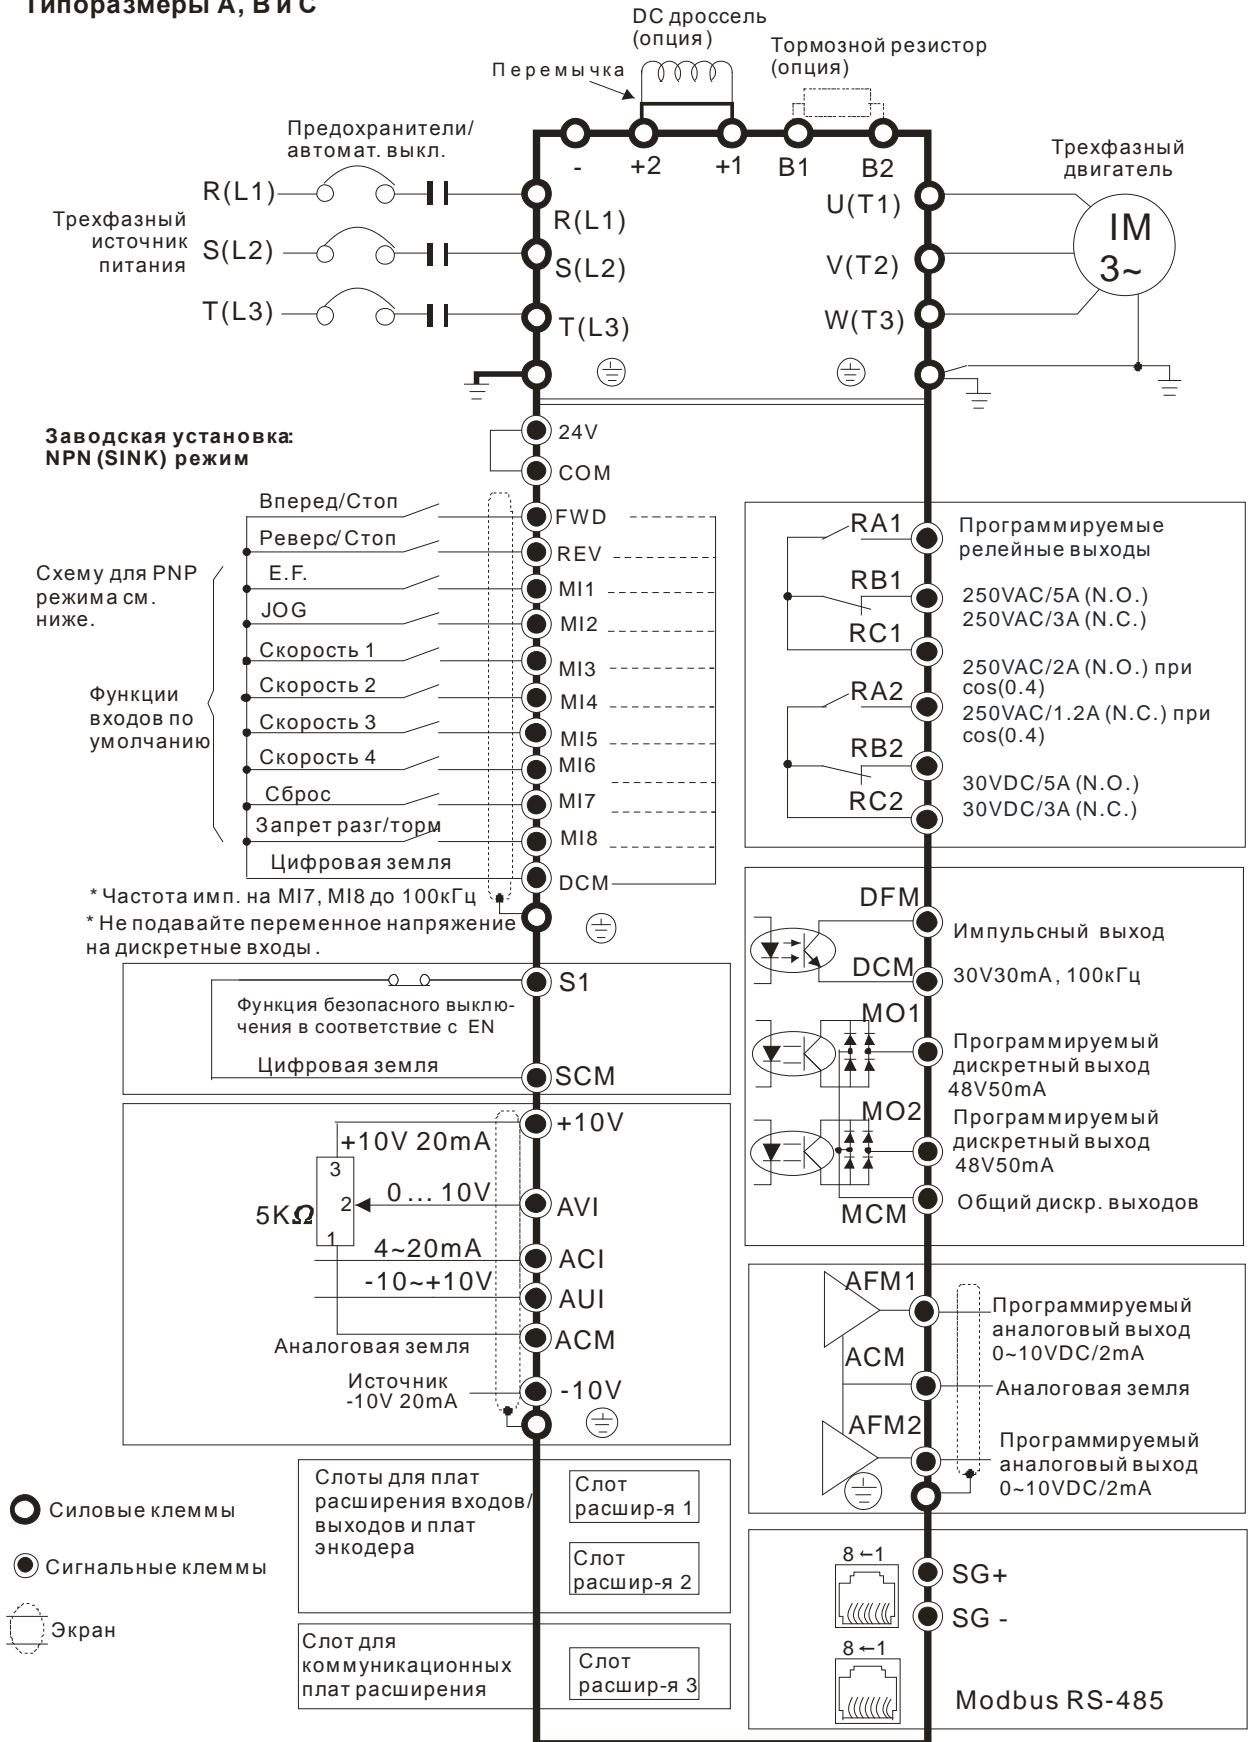 Типоразмеры А, В и С
DC дроссель
(опция)
Тормозной резистор
(опция)
Перемычка
Предохранители/
автомат. выкл.
Трехфазный
двигатель
- +2 +1 B1 B2
R(L1)
S(L2)
T(L3)
Трехфазный
источник
питания
R(L1)
S(L2)
T(L3)
U(T1)
V(T2)
W(T3)
IM
3~
Заводская установка:
NPN (SINK) режим
24V
COM
Вперед/Стоп
FWD
Реверс/Стоп
REV
E.F.
MI1
JOG
MI2
Скорость 1
MI3
Скорость 2
MI4
Скорость 3
MI5
Скорость 4
MI6
Сброс
MI7
Запрет разг/торм
MI8
Цифровая земля
DCM
Схему для PNP
режима см.
ниже.
Функции
входов по
умолчанию
* Частота имп. на MI7, MI8 до 100кГц
* Не подавайте переменное напряжение
на дискретные входы.
RA1
RB1
RC1
RA2
RB2
RC2
Программируемые
релейные выходы
250VAC/5A (N.O.)
250VAC/3A (N.C.)
250VAC/2A (N.O.) при
cos(0.4)
250VAC/1.2A (N.C.) при
cos(0.4)
30VDC/5A (N.O.)
30VDC/3A (N.C.)
S1
Функция безопасного выклю-
чения в соответствие с EN
Цифровая земля
SCM
DFM
Импульсный выход
DCM
30V30mA, 100кГц
MO1
Программируемый
дискретный выход
48V50mA
MO2
Программируемый
дискретный выход
48V50mA
MCM
Общий дискр. выходов
+10V
+10V 20mA
3
2
1
5KΩ
0 ... 10V
AVI
4~20mA
ACI
-10~+10V
AUI
ACM
Аналоговая земля
Источник
-10V 20mA
-10V
AFM1
Программируемый
аналоговый выход
0~10VDC/2mA
ACM
Аналоговая земля
AFM2
Программируемый
аналоговый выход
0~10VDC/2mA
Силовые клеммы
Сигнальные клеммы
Экран
Слоты для плат
расширения входов/
выходов и плат
энкодера
Слот
расшир-я 1
Слот
расшир-я 2
Слот для
коммуникационных
плат расширения
Слот
расшир-я 3
8←1
SG+
SG -
8←1
Modbus RS-485